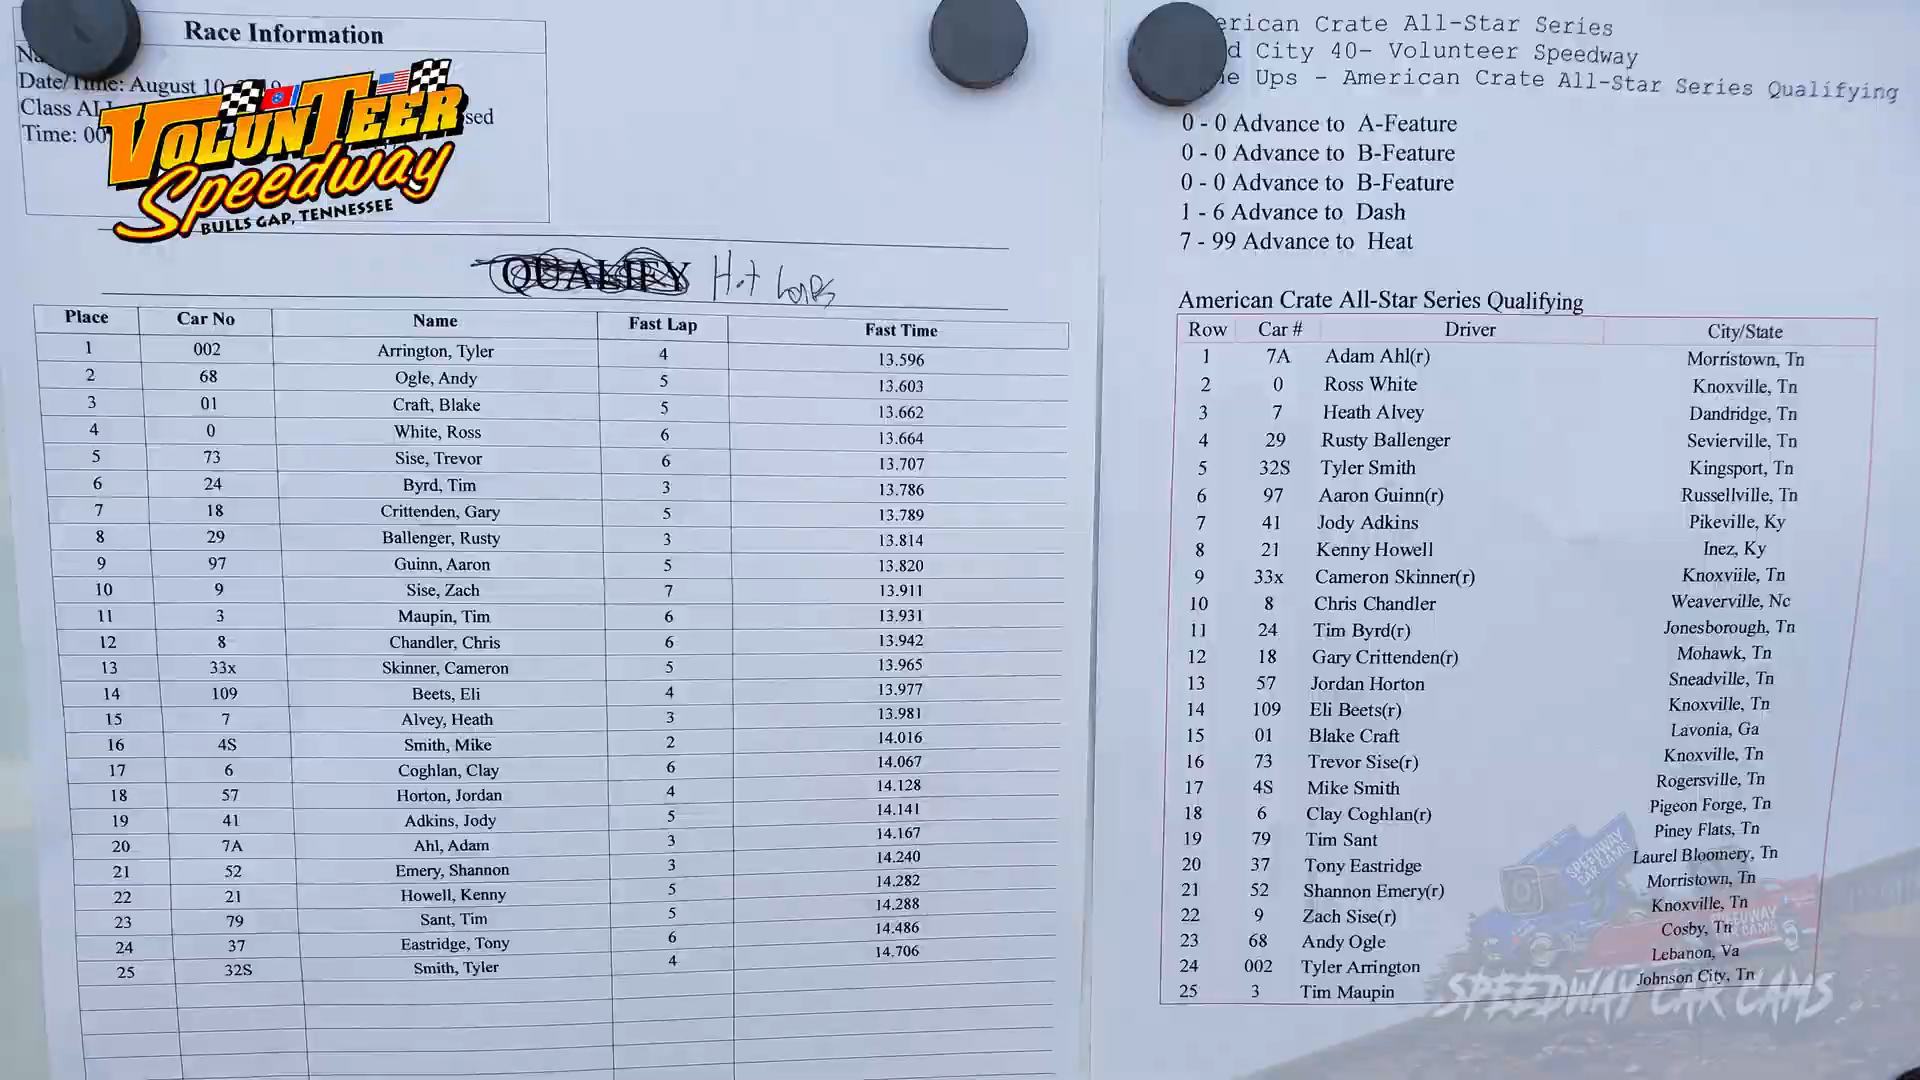 Race Information
Date/Time: August 10
Class
Time: 00
sed
VOLUNTEER
Speedway
BULLS GAP, TENNESSEE
QUALIFY Hot Laps
Place Car No Name Fast Lap Fast Time
1 002 Arrington, Tyler 4 13.596
2 68 Ogle, Andy 5 13.603
3 01 Craft, Blake 5 13.662
4 0 White, Ross 6 13.664
5 73 Sise, Trevor 6 13.707
6 24 Byrd, Tim 3 13.786
7 18 Crittenden, Gary 5 13.789
8 29 Ballenger, Rusty 3 13.814
9 97 Guinn, Aaron 5 13.820
10 9 Sise, Zach 7 13.911
11 3 Maupin, Tim 6 13.931
12 8 Chandler, Chris 6 13.942
13 33x Skinner, Cameron 5 13.965
14 109 Beets, Eli 4 13.977
15 7 Alvey, Heath 3 13.981
16 4S Smith, Mike 2 14.016
17 6 Coghlan, Clay 6 14.067
18 57 Horton, Jordan 4 14.128
19 41 Adkins, Jody 5 14.141
20 7A Ahl, Adam 3 14.167
21 52 Emery, Shannon 3 14.240
22 21 Howell, Kenny 5 14.282
23 79 Sant, Tim 5 14.288
24 37 Eastridge, Tony 6 14.486
25 32S Smith, Tyler 4 14.706
erican Crate All-Star Series
d City 40- Volunteer Speedway
e Ups - American Crate All-Star Series Qualifying
0 - 0 Advance to A-Feature
0 - 0 Advance to B-Feature
0 - 0 Advance to B-Feature
1 - 6 Advance to Dash
7 - 99 Advance to Heat
American Crate All-Star Series Qualifying
Row Car # Driver City/State
1 7A Adam Ahl(r) Morristown, Tn
2 0 Ross White Knoxville, Tn
3 7 Heath Alvey Dandridge, Tn
4 29 Rusty Ballenger Sevierville, Tn
5 32S Tyler Smith Kingsport, Tn
6 97 Aaron Guinn(r) Russellville, Tn
7 41 Jody Adkins Pikeville, Ky
8 21 Kenny Howell Inez, Ky
9 33x Cameron Skinner(r) Knoxviile, Tn
10 8 Chris Chandler Weaverville, Nc
11 24 Tim Byrd(r) Jonesborough, Tn
12 18 Gary Crittenden(r) Mohawk, Tn
13 57 Jordan Horton Sneadville, Tn
14 109 Eli Beets(r) Knoxville, Tn
15 01 Blake Craft Lavonia, Ga
16 73 Trevor Sise(r) Knoxville, Tn
17 4S Mike Smith Rogersville, Tn
18 6 Clay Coghlan(r) Pigeon Forge, Tn
19 79 Tim Sant Piney Flats, Tn
20 37 Tony Eastridge Laurel Bloomery, Tn
21 52 Shannon Emery(r) Morristown, Tn
22 9 Zach Sise(r) Knoxville, Tn
23 68 Andy Ogle Cosby, Tn
24 002 Tyler Arrington Lebanon, Va
25 3 Tim Maupin Johnson City, Tn
SPEEDWAY CAR CAMS
SPEEDWAY CAR CAMS
SPEEDWAY CAR CAMS